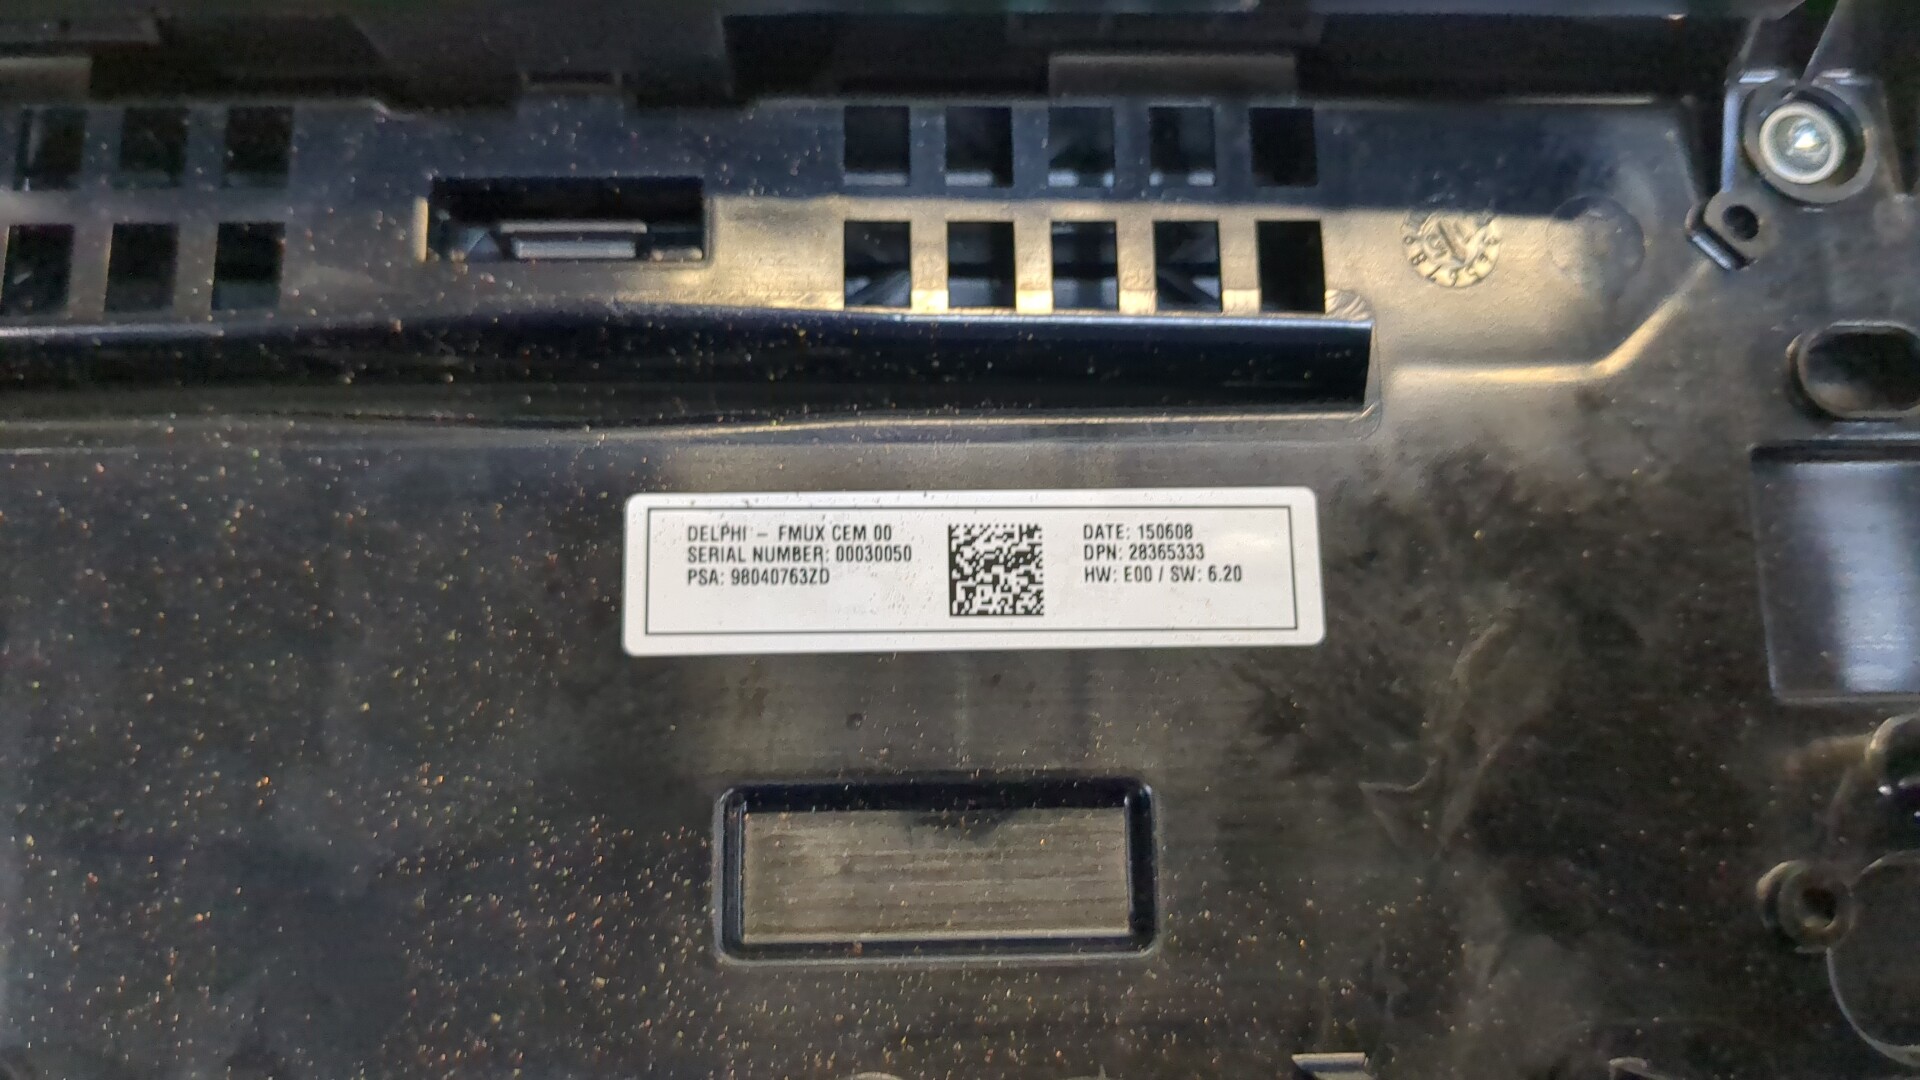 DELPHI - FMUX CEM 00
SERIAL NUMBER: 00030050
PSA: 98040763ZD
DATE: 150608
DPN: 28365333
HW: E00 / SW: 6.20